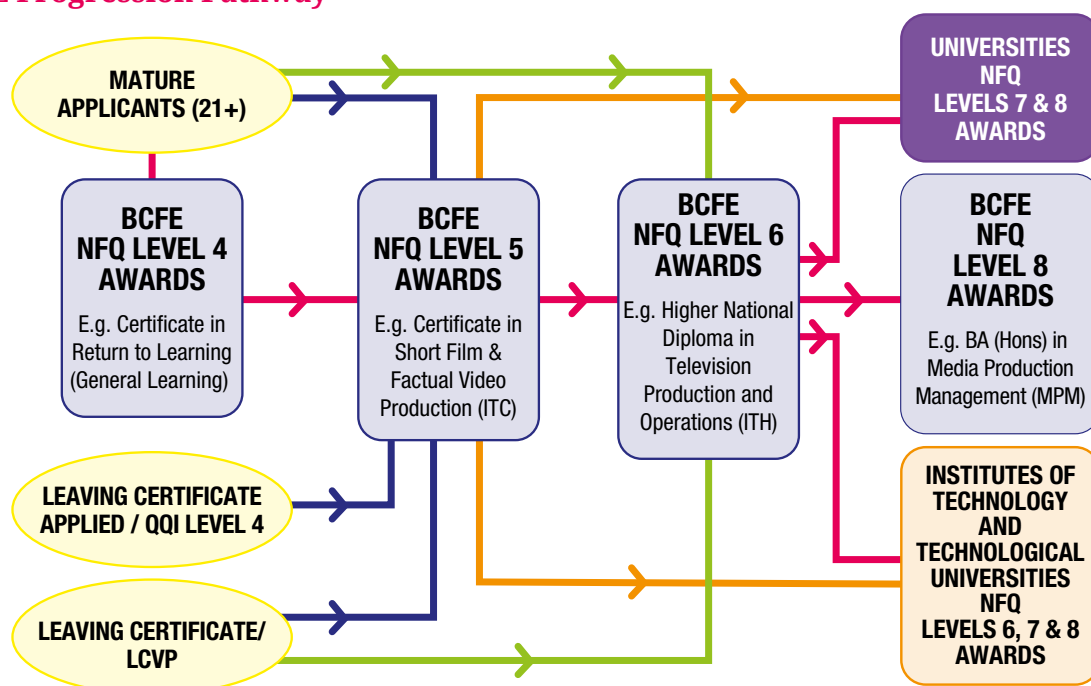 Progression Pathway
MATURE
APPLICANTS (21+)
UNIVERSITIES
NFQ
LEVELS 7 & 8
AWARDS
BCFE
NFQ LEVEL 4
AWARDS
E.g. Certificate in
Return to Learning
(General Learning)
BCFE
NFQ LEVEL 5
AWARDS
E.g. Certificate in
Short Film &
Factual Video
Production (ITC)
BCFE
NFQ LEVEL 6
AWARDS
E.g. Higher National
Diploma in
Television
Production and
Operations (ITH)
BCFE
NFQ
LEVEL 8
AWARDS
E.g. BA (Hons) in
Media Production
Management (MPM)
LEAVING CERTIFICATE
APPLIED / QQI LEVEL 4
LEAVING CERTIFICATE/
LCVP
INSTITUTES OF
TECHNOLOGY
AND
TECHNOLOGICAL
UNIVERSITIES
NFQ
LEVELS 6, 7 & 8
AWARDS